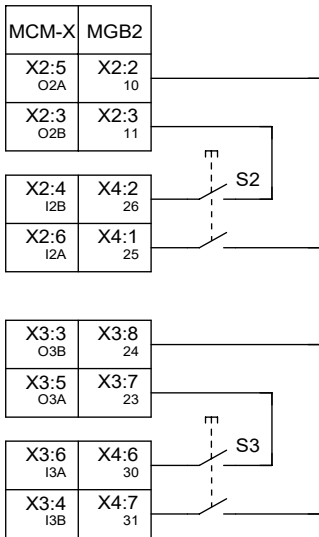 MCM-X MGB2
X2:5 X2:2
O2A 10
X2:3 X2:3
O2B 11
S2
X2:4 X4:2
I2B 26
X2:6 X4:1
I2A 25
X3:3 X3:8
O3B 24
X3:5 X3:7
O3A 23
S3
X3:6 X4:6
I3A 30
X3:4 X4:7
I3B 31